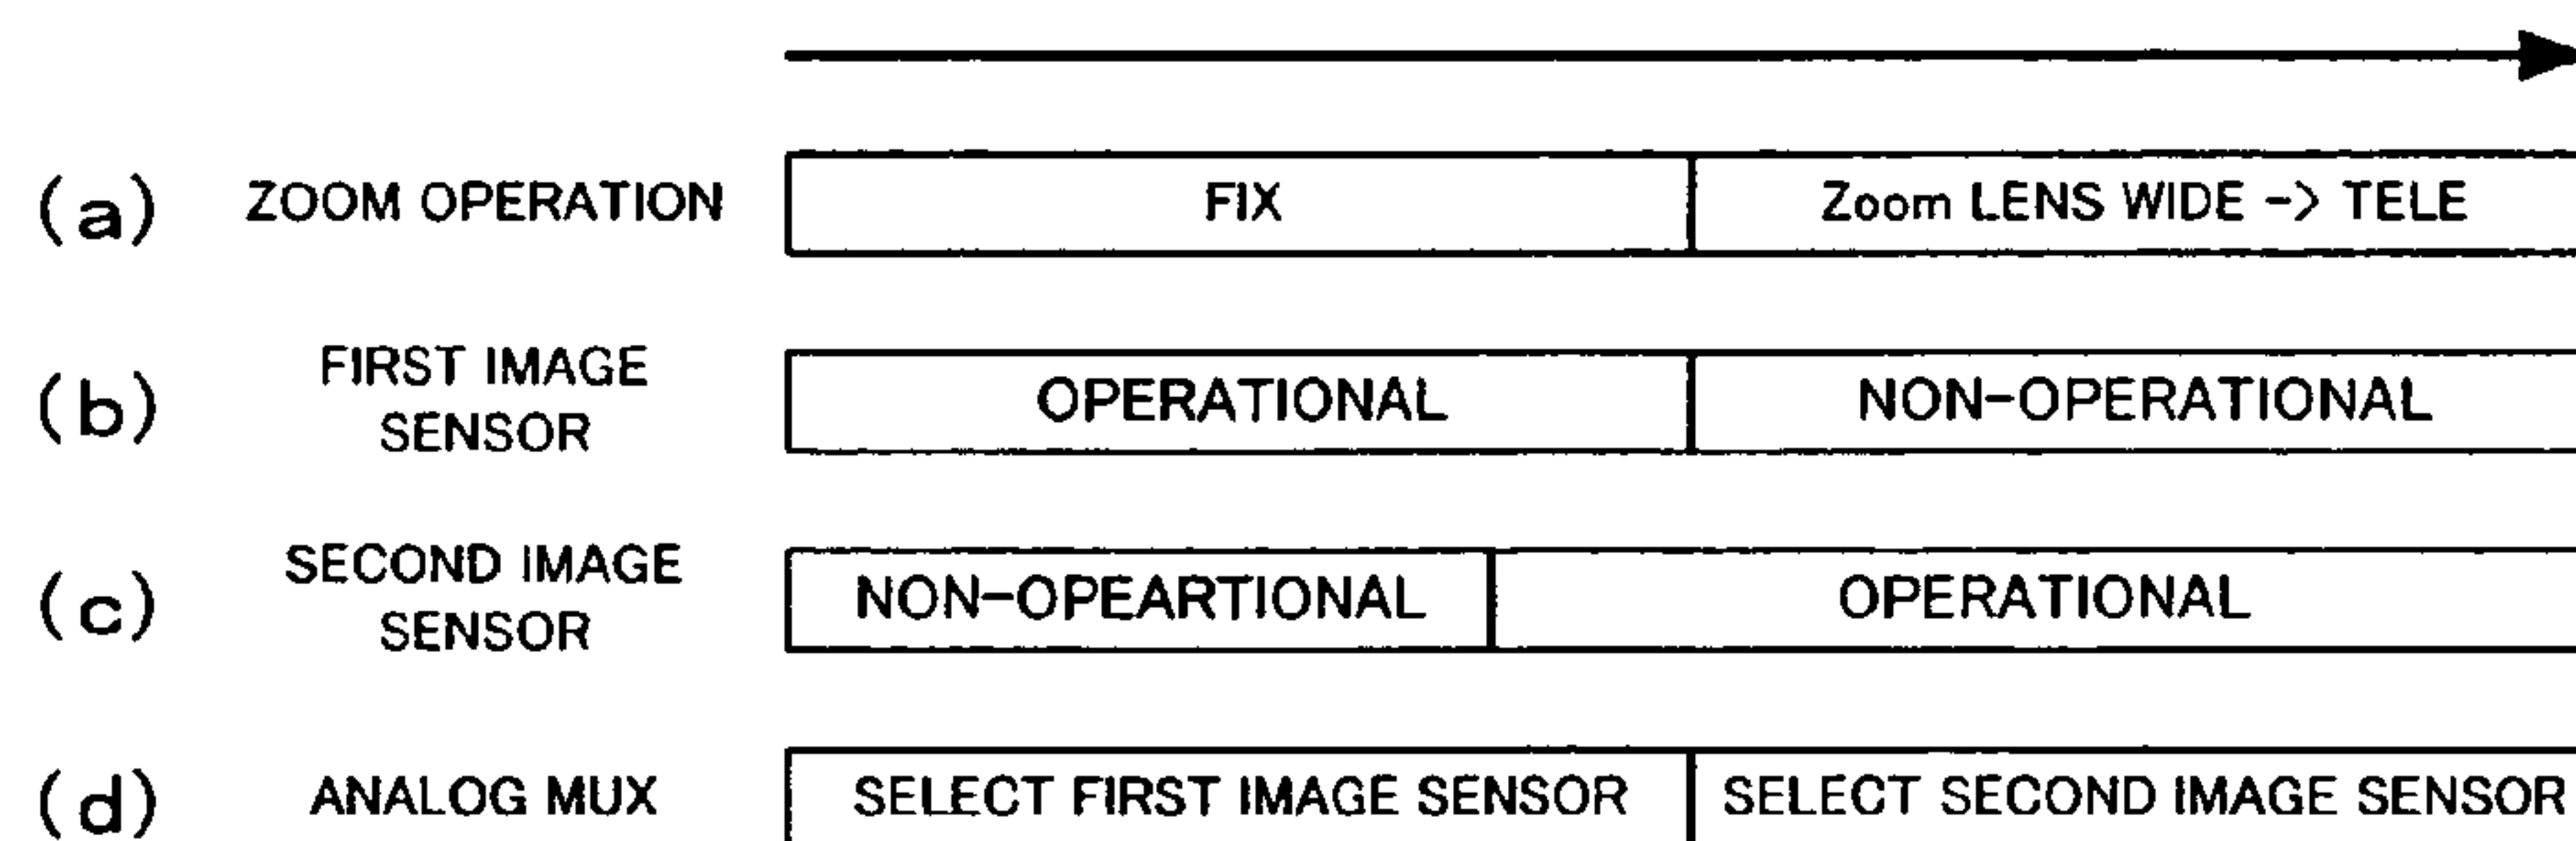 (a) ZOOM OPERATION FIX Zoom LENS WIDE -> TELE
(b) FIRST IMAGE SENSOR OPERATIONAL NON-OPERATIONAL
(c) SECOND IMAGE SENSOR NON-OPEARTIONAL OPERATIONAL
(d) ANALOG MUX SELECT FIRST IMAGE SENSOR SELECT SECOND IMAGE SENSOR